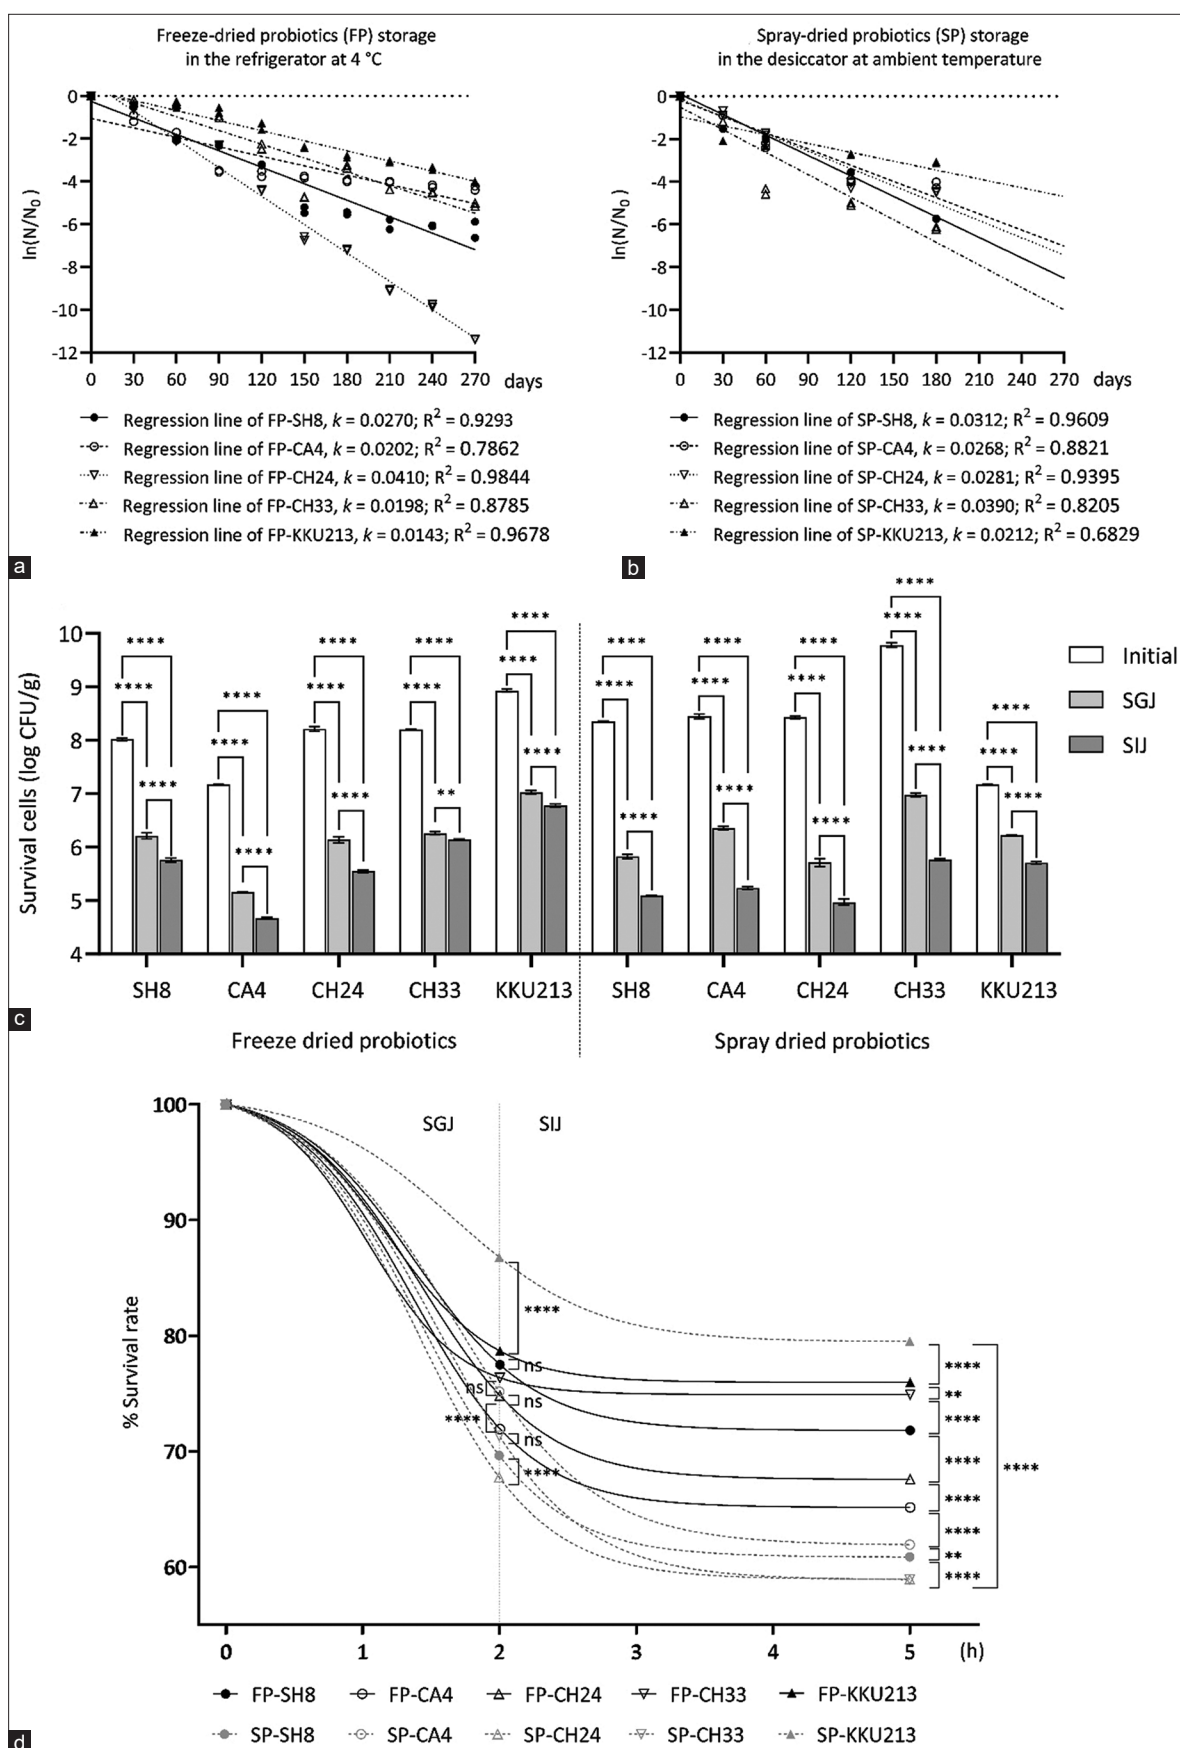 Freeze-dried probiotics (FP) storage
in the refrigerator at 4 °C
ln(N/N0)
0
-2
-4
-6
-8
-10
-12
0 30 60 90 120 150 180 210 240 270 days
Regression line of FP-SH8, k = 0.0270; R2 = 0.9293
Regression line of FP-CA4, k = 0.0202; R2 = 0.7862
Regression line of FP-CH24, k = 0.0410; R2 = 0.9844
Regression line of FP-CH33, k = 0.0198; R2 = 0.8785
Regression line of FP-KKU213, k = 0.0143; R2 = 0.9678
a
Spray-dried probiotics (SP) storage
in the desiccator at ambient temperature
ln(N/N0)
0
-2
-4
-6
-8
-10
-12
0 30 60 90 120 150 180 210 240 270 days
Regression line of SP-SH8, k = 0.0312; R2 = 0.9609
Regression line of SP-CA4, k = 0.0268; R2 = 0.8821
Regression line of SP-CH24, k = 0.0281; R2 = 0.9395
Regression line of SP-CH33, k = 0.0390; R2 = 0.8205
Regression line of SP-KKU213, k = 0.0212; R2 = 0.6829
b
Survival cells (log CFU/g)
10
9
8
7
6
5
4
**** **** ****
**** **** ****
**** **** ****
**** **** **
**** **** ****
**** **** ****
**** **** ****
**** **** ****
**** **** ****
**** **** ****
Initial
SGJ
SIJ
SH8 CA4 CH24 CH33 KKU213 SH8 CA4 CH24 CH33 KKU213
Freeze dried probiotics Spray dried probiotics
c
% Survival rate
100
90
80
70
60
SGJ SIJ
****
ns
ns
ns
****
ns
****
****
**
****
****
****
****
**
****
****
0 1 2 3 4 5 (h)
FP-SH8 FP-CA4 FP-CH24 FP-CH33 FP-KKU213
SP-SH8 SP-CA4 SP-CH24 SP-CH33 SP-KKU213
d